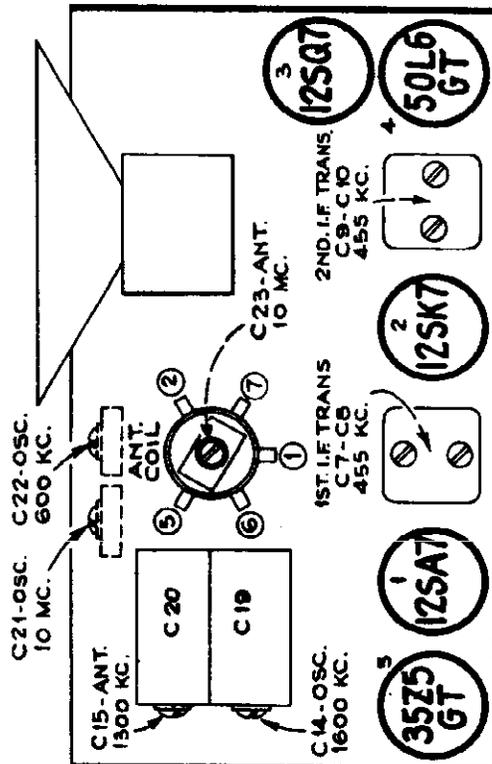 C22-OSC.
600 KC.
C21-OSC.
10 MC.
C15-ANT.
1300 KC.
C14-OSC.
1600 KC.
C20
C19
ANT.
COIL
C23-ANT.
10 MC.
2
7
1
6
5
3
12SQ7
4
50L6
GT
2ND. I.F. TRANS.
C9-C10
455 KC.
2
12SK7
1ST. I.F. TRANS
C7-C8
455 KC.
1
12SA7
5
35Z5
GT